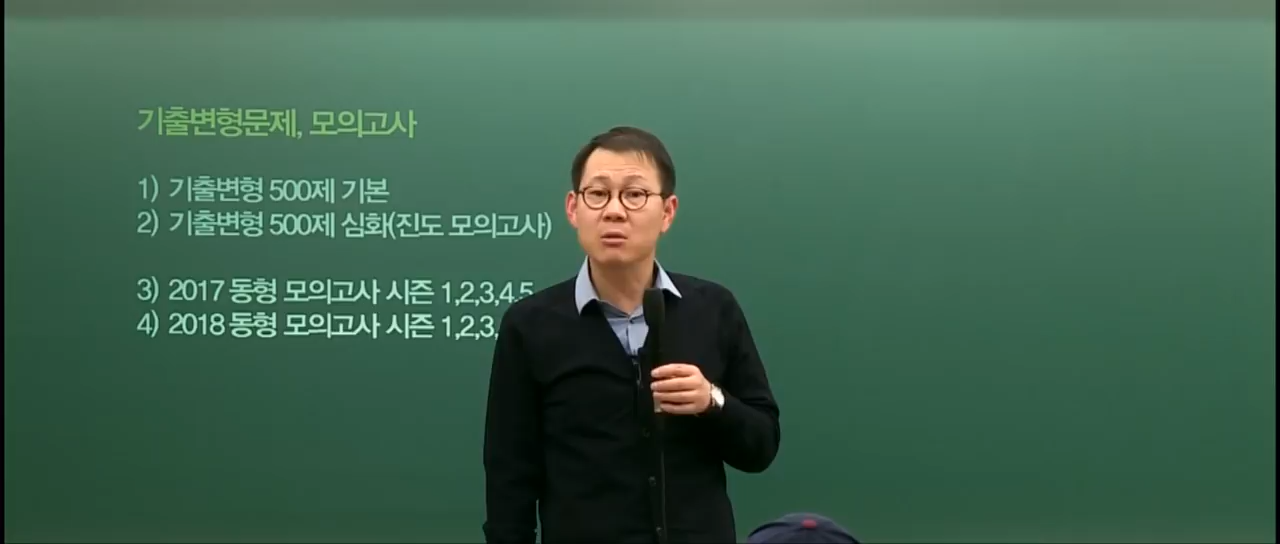 기출변형문제, 모의고사
1) 기출변형 500제 기본
2) 기출변형 500제 심화(진도 모의고사)
3) 2017 동형 모의고사 시즌 1,2,3,4,5
4) 2018 동형 모의고사 시즌 1,2,3,